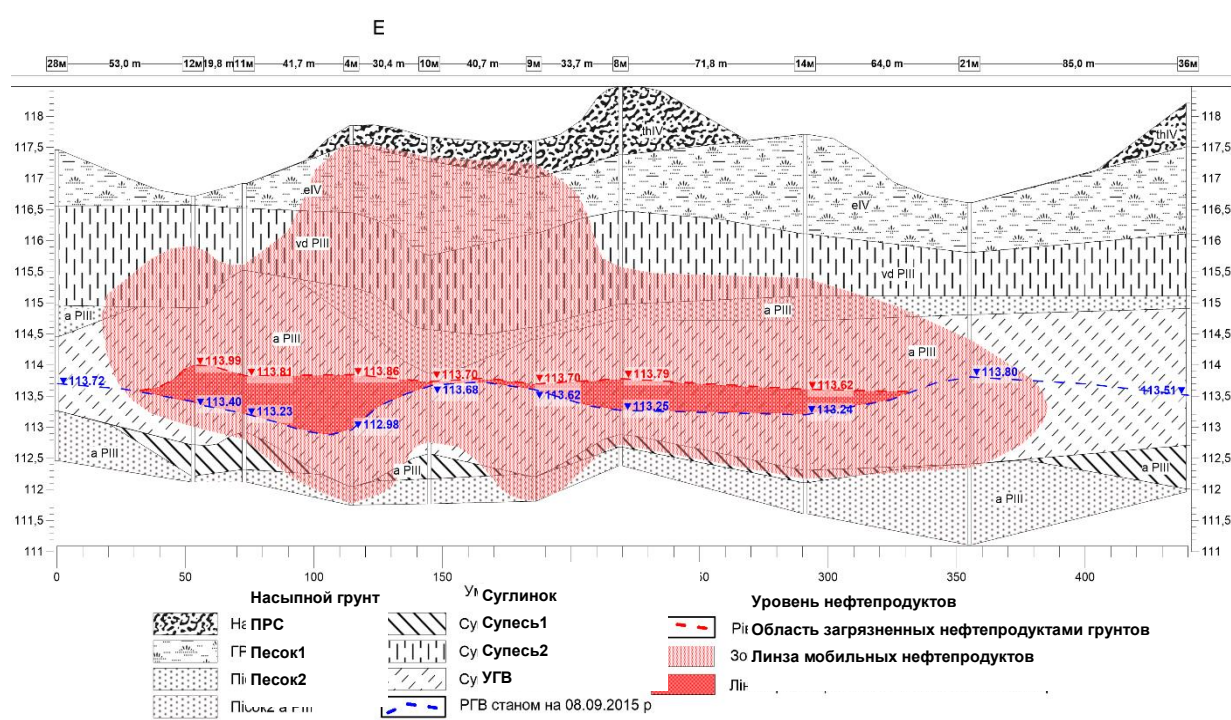 E
28м 53,0 m 12м 19,8 m 11м 41,7 m 4м 30,4 m 10м 40,7 m 9м 33,7 m 8м 71,8 m 14м 64,0 m 21м 85,0 m 36м
118 118
thIV thIV
117,5 117,5
117 117
eIV eIV
116,5 116,5
116 116
vd PIII vd PIII
115,5 115,5
115 115
a PIII a PIII
114,5 114,5
a PIII a PIII
114 114
113.99 113.81 113.86 113.70 113.70 113.79 113.62 113.80
113.72 113.68 113.62 113.51
113,5 113,5
113.40 113.23 113.25 113.24
112.98
113 113
112,5 112,5
a PIII a PIII a PIII
112 112
111,5 111,5
a PIII
111 111
0 50 100 150 300 350 400
Насыпной грунт Суглинок Уровень нефтепродуктов
ПРС Су Супесь1 Область загрязненных нефтепродуктами грунтов
Песок1 Су Супесь2 Зо Линза мобильных нефтепродуктов
Песок2 Су УГВ Лін
РГВ станом на 08.09.2015 р